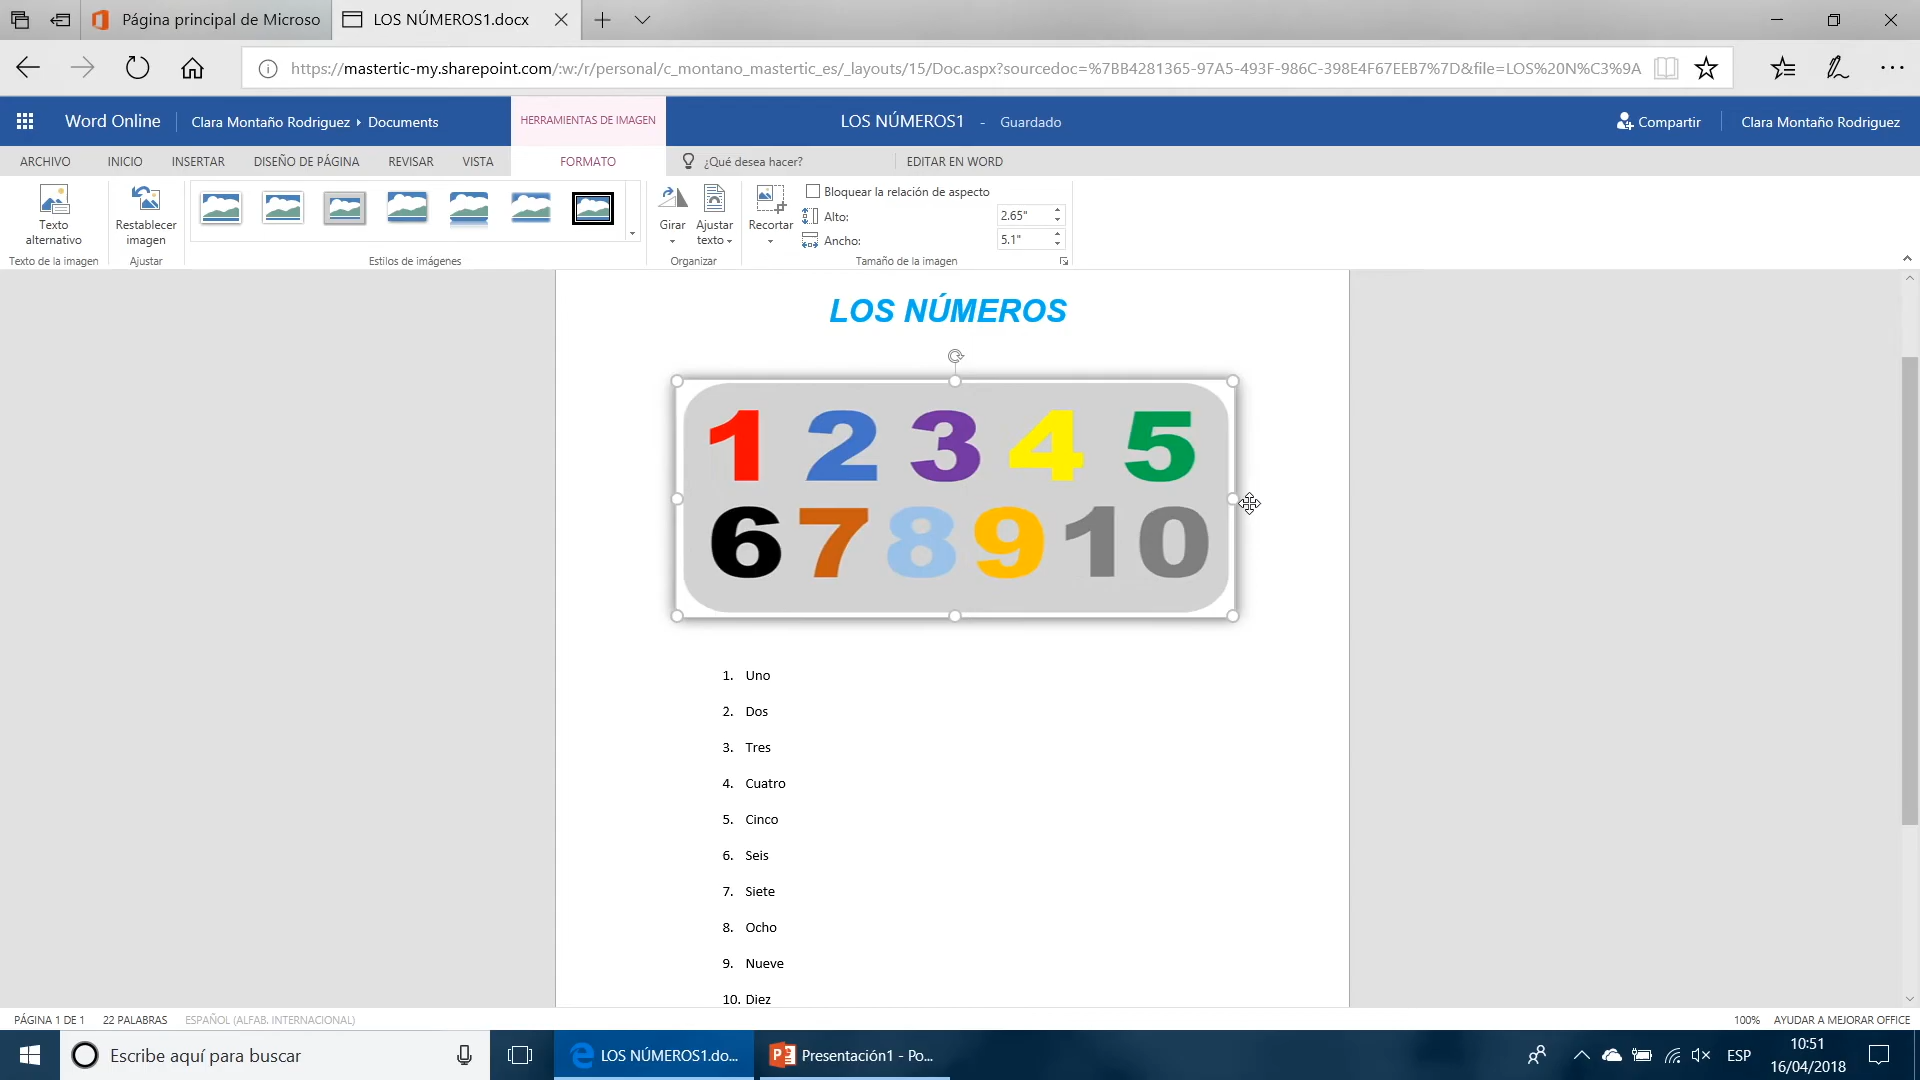 Página principal de Microso
LOS NÚMEROS1.docx
https://mastertic-my.sharepoint.com/:w:/r/personal/c_montano_mastertic_es/_layouts/15/Doc.aspx?sourcedoc=%7BB4281365-97A5-493F-986C-398E4F67EEB7%7D&file=LOS%20N%C3%9A
Word Online
Clara Montaño Rodriguez ▸ Documents
HERRAMIENTAS DE IMAGEN
LOS NÚMEROS1 - Guardado
Compartir
Clara Montaño Rodriguez
ARCHIVO INICIO INSERTAR DISEÑO DE PÁGINA REVISAR VISTA FORMATO ¿Qué desea hacer? EDITAR EN WORD
Texto alternativo
Texto de la imagen
Restablecer imagen
Ajustar
Estilos de imágenes
Girar
Ajustar texto
Organizar
Recortar
Bloquear la relación de aspecto
Alto: 2.65"
Ancho: 5.1"
Tamaño de la imagen
LOS NÚMEROS
1 2 3 4 5
6 7 8 9 10
1. Uno
2. Dos
3. Tres
4. Cuatro
5. Cinco
6. Seis
7. Siete
8. Ocho
9. Nueve
10. Diez
PÁGINA 1 DE 1 22 PALABRAS ESPAÑOL (ALFAB. INTERNACIONAL) 100% AYUDAR A MEJORAR OFFICE
Escribe aquí para buscar
LOS NÚMEROS1.do...
Presentación1 - Po...
ESP
10:51
16/04/2018